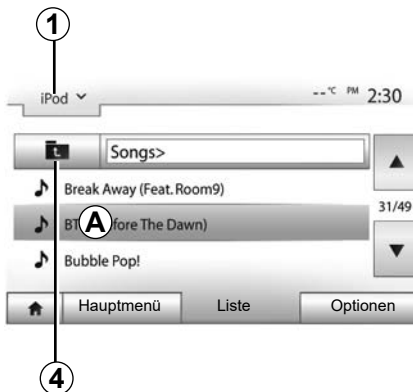 1
iPod
--°C PM 2:30
Songs>
Break Away (Feat. Room9)
31/49
BT A fore The Dawn)
Bubble Pop!
Hauptmenü Liste Optionen
4